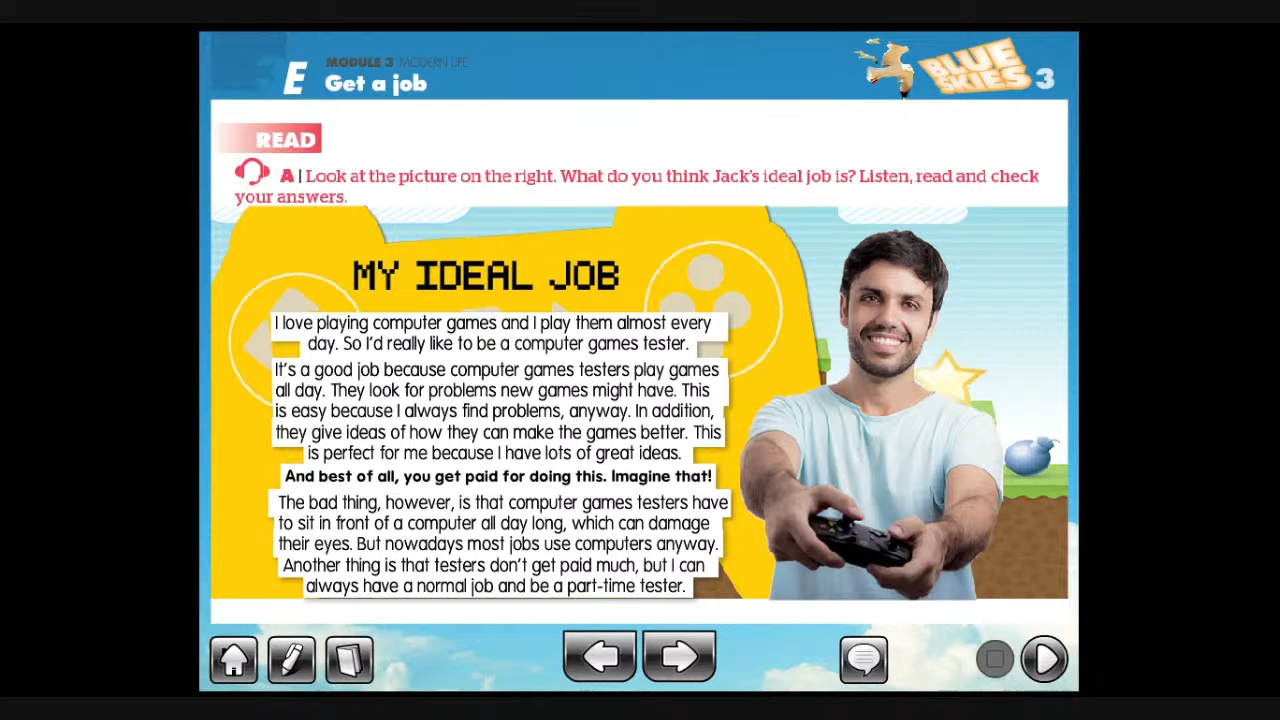 E
MODULE 3 MODERN LIFE
Get a job
BLUE
SKIES 3
READ
A | Look at the picture on the right. What do you think Jack's ideal job is? Listen, read and check
your answers.
MY IDEAL JOB
I love playing computer games and I play them almost every
day. So I'd really like to be a computer games tester.
It's a good job because computer games testers play games
all day. They look for problems new games might have. This
is easy because I always find problems, anyway. In addition,
they give ideas of how they can make the games better. This
is perfect for me because I have lots of great ideas.
And best of all, you get paid for doing this. Imagine that!
The bad thing, however, is that computer games testers have
to sit in front of a computer all day long, which can damage
their eyes. But nowadays most jobs use computers anyway.
Another thing is that testers don't get paid much, but I can
always have a normal job and be a part-time tester.